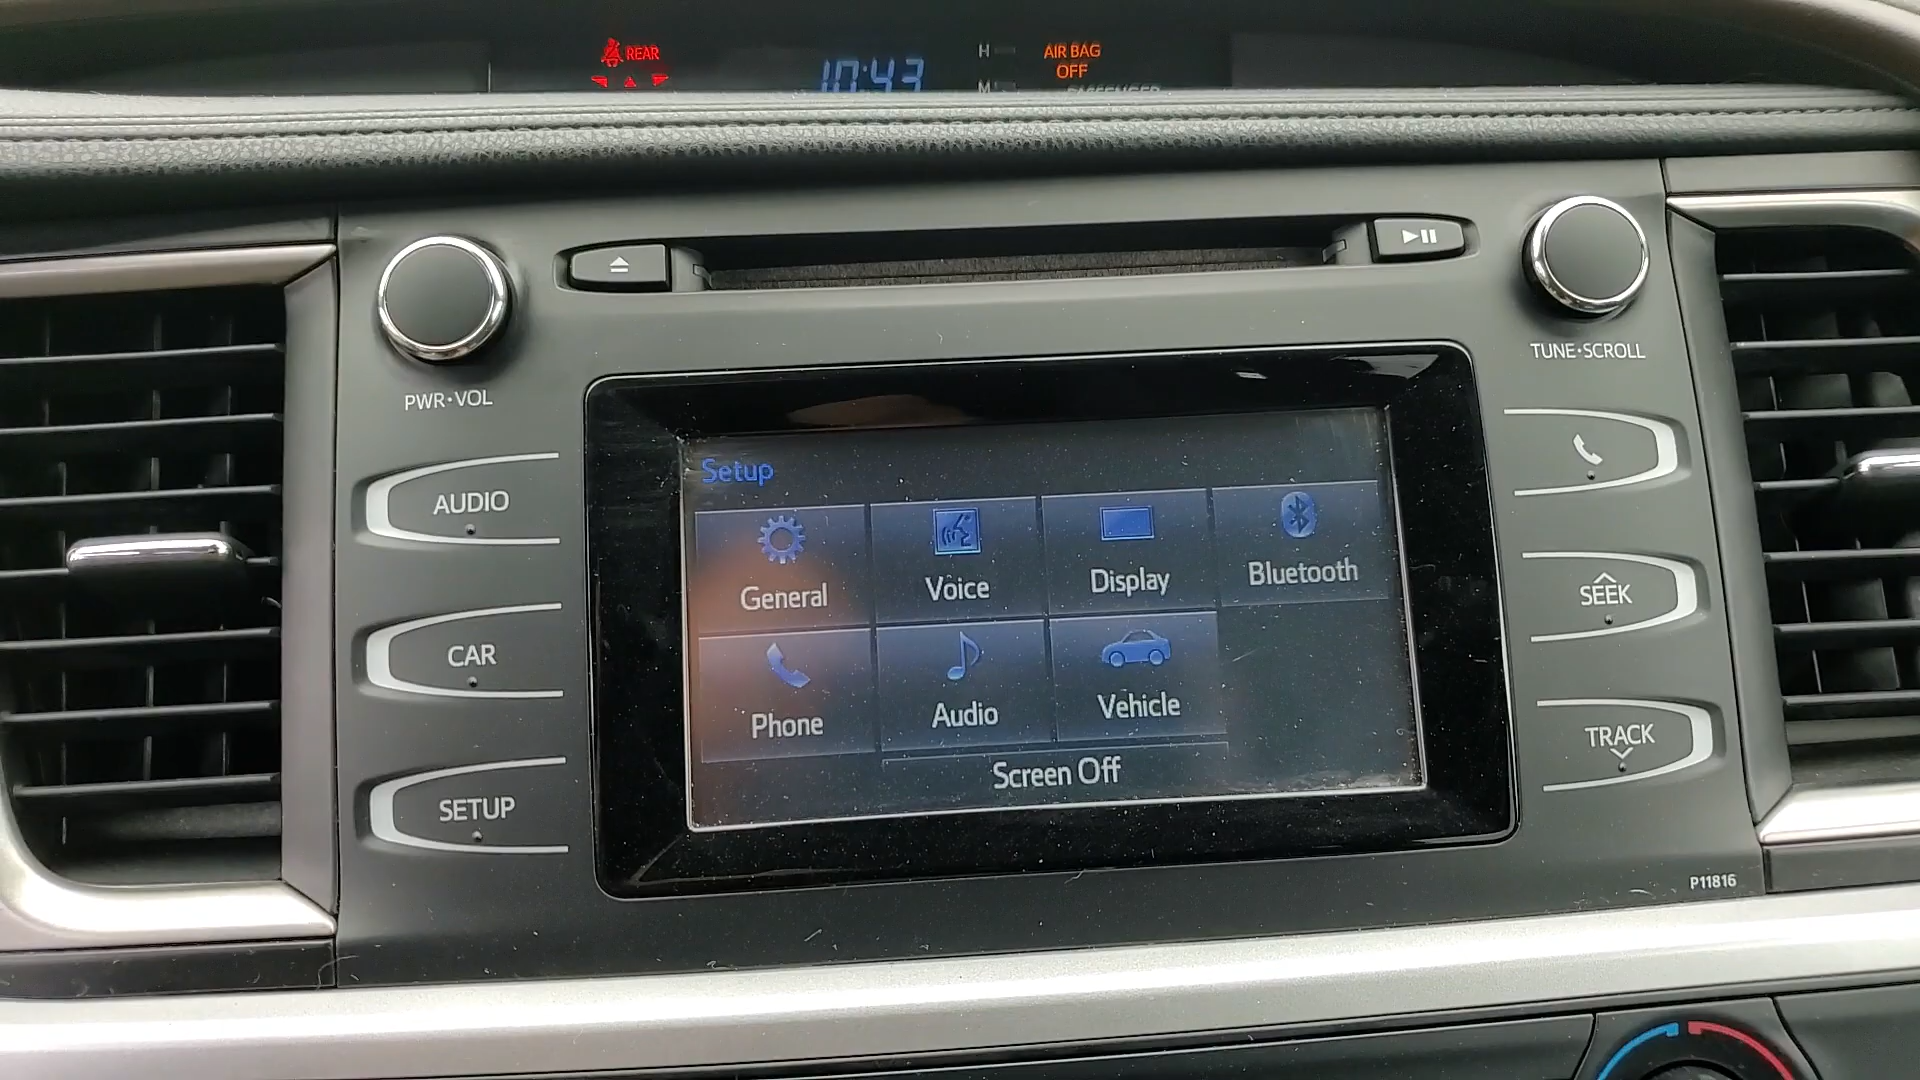 REAR
10:43
H
M
AIR BAG
OFF
PASSENGER
PWR•VOL
TUNE•SCROLL
AUDIO
CAR
SETUP
Setup
General
Voice
Display
Bluetooth
Phone
Audio
Vehicle
Screen Off
SEEK
TRACK
P11816